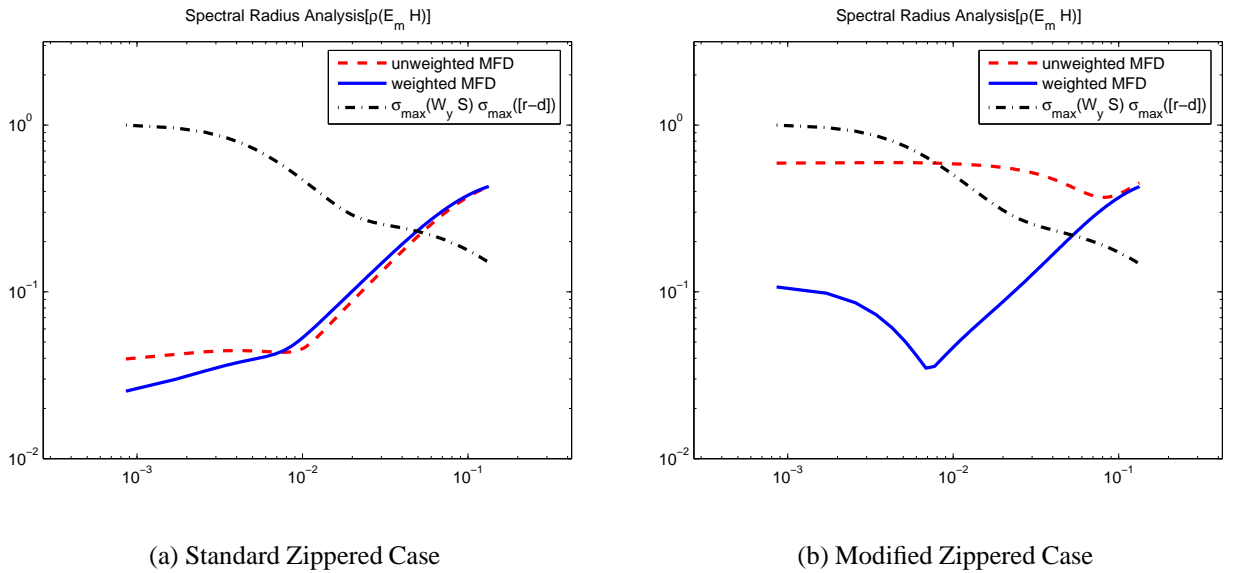 Spectral Radius Analysis[ρ(E_m H)]
unweighted MFD
weighted MFD
σ_max(W_y S) σ_max([r-d])
10^0
10^-1
10^-2
10^-3
10^-2
10^-1
(a) Standard Zippered Case
Spectral Radius Analysis[ρ(E_m H)]
unweighted MFD
weighted MFD
σ_max(W_y S) σ_max([r-d])
10^0
10^-1
10^-2
10^-3
10^-2
10^-1
(b) Modified Zippered Case